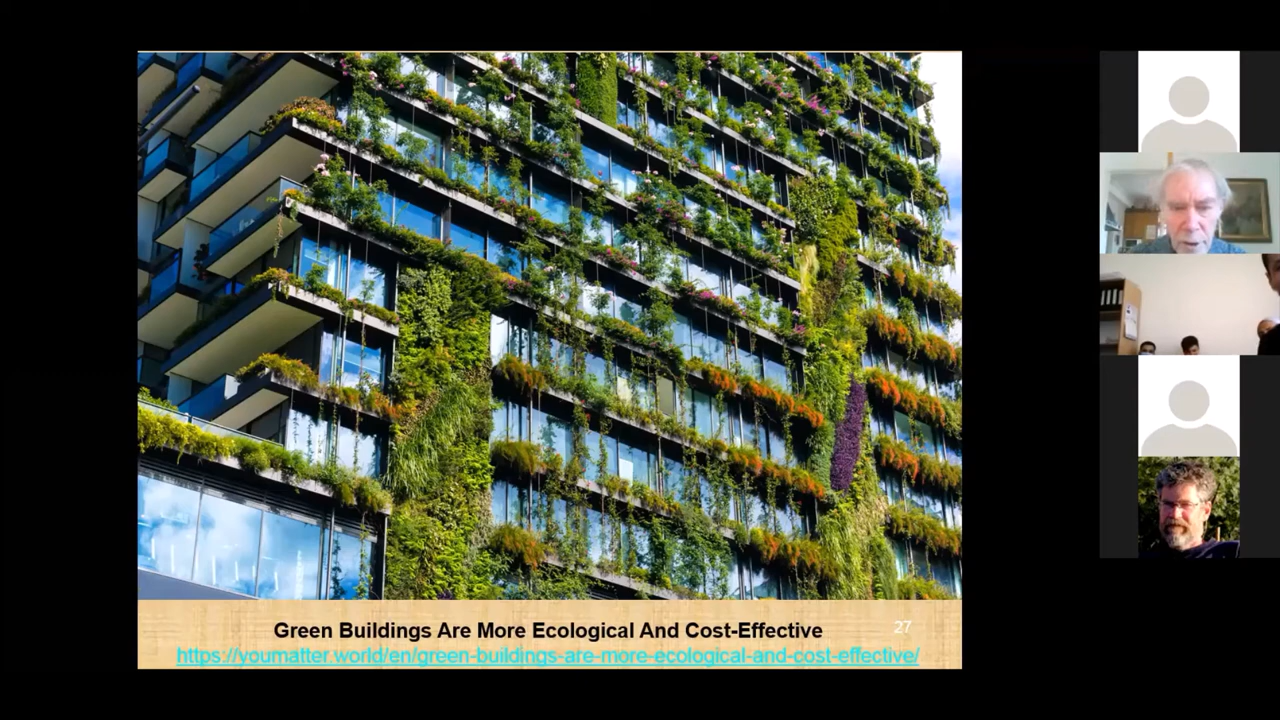 Green Buildings Are More Ecological And Cost-Effective
27
https://youmatter.world/en/green-buildings-are-more-ecological-and-cost-effective/